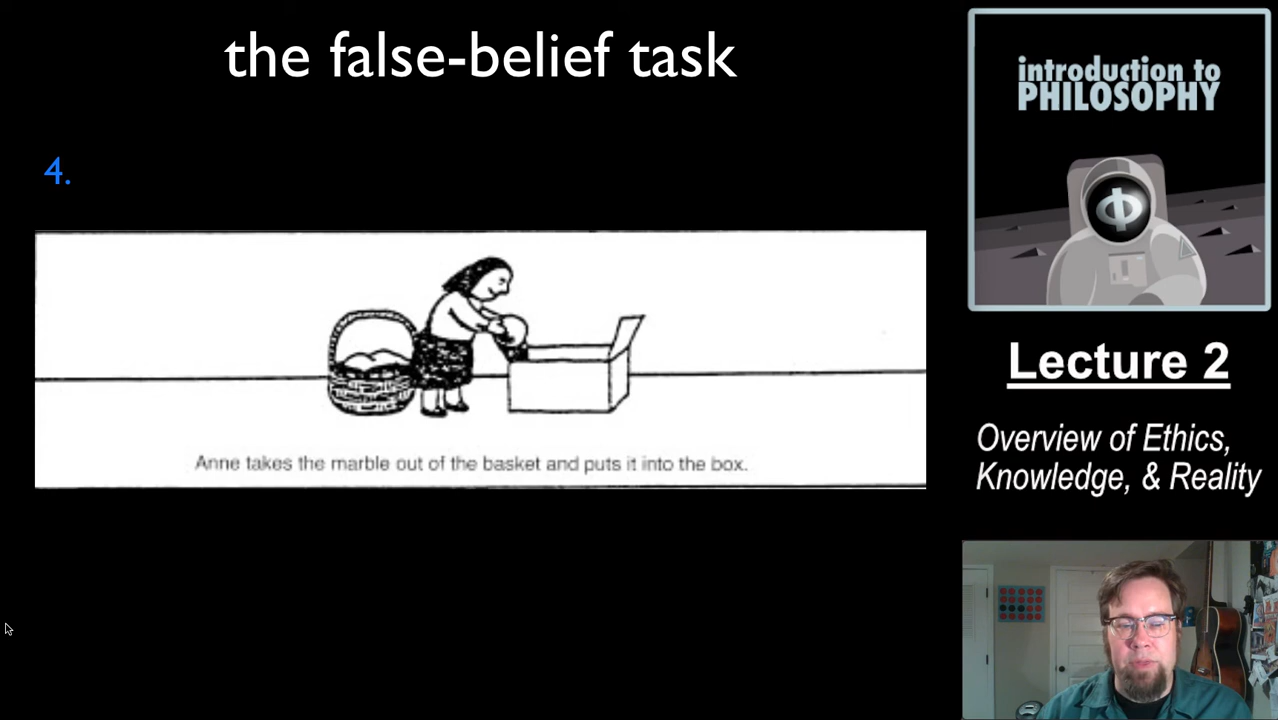 the false-belief task
4.
Anne takes the marble out of the basket and puts it into the box.
introduction to
PHILOSOPHY
Φ
Lecture 2
Overview of Ethics,
Knowledge, & Reality